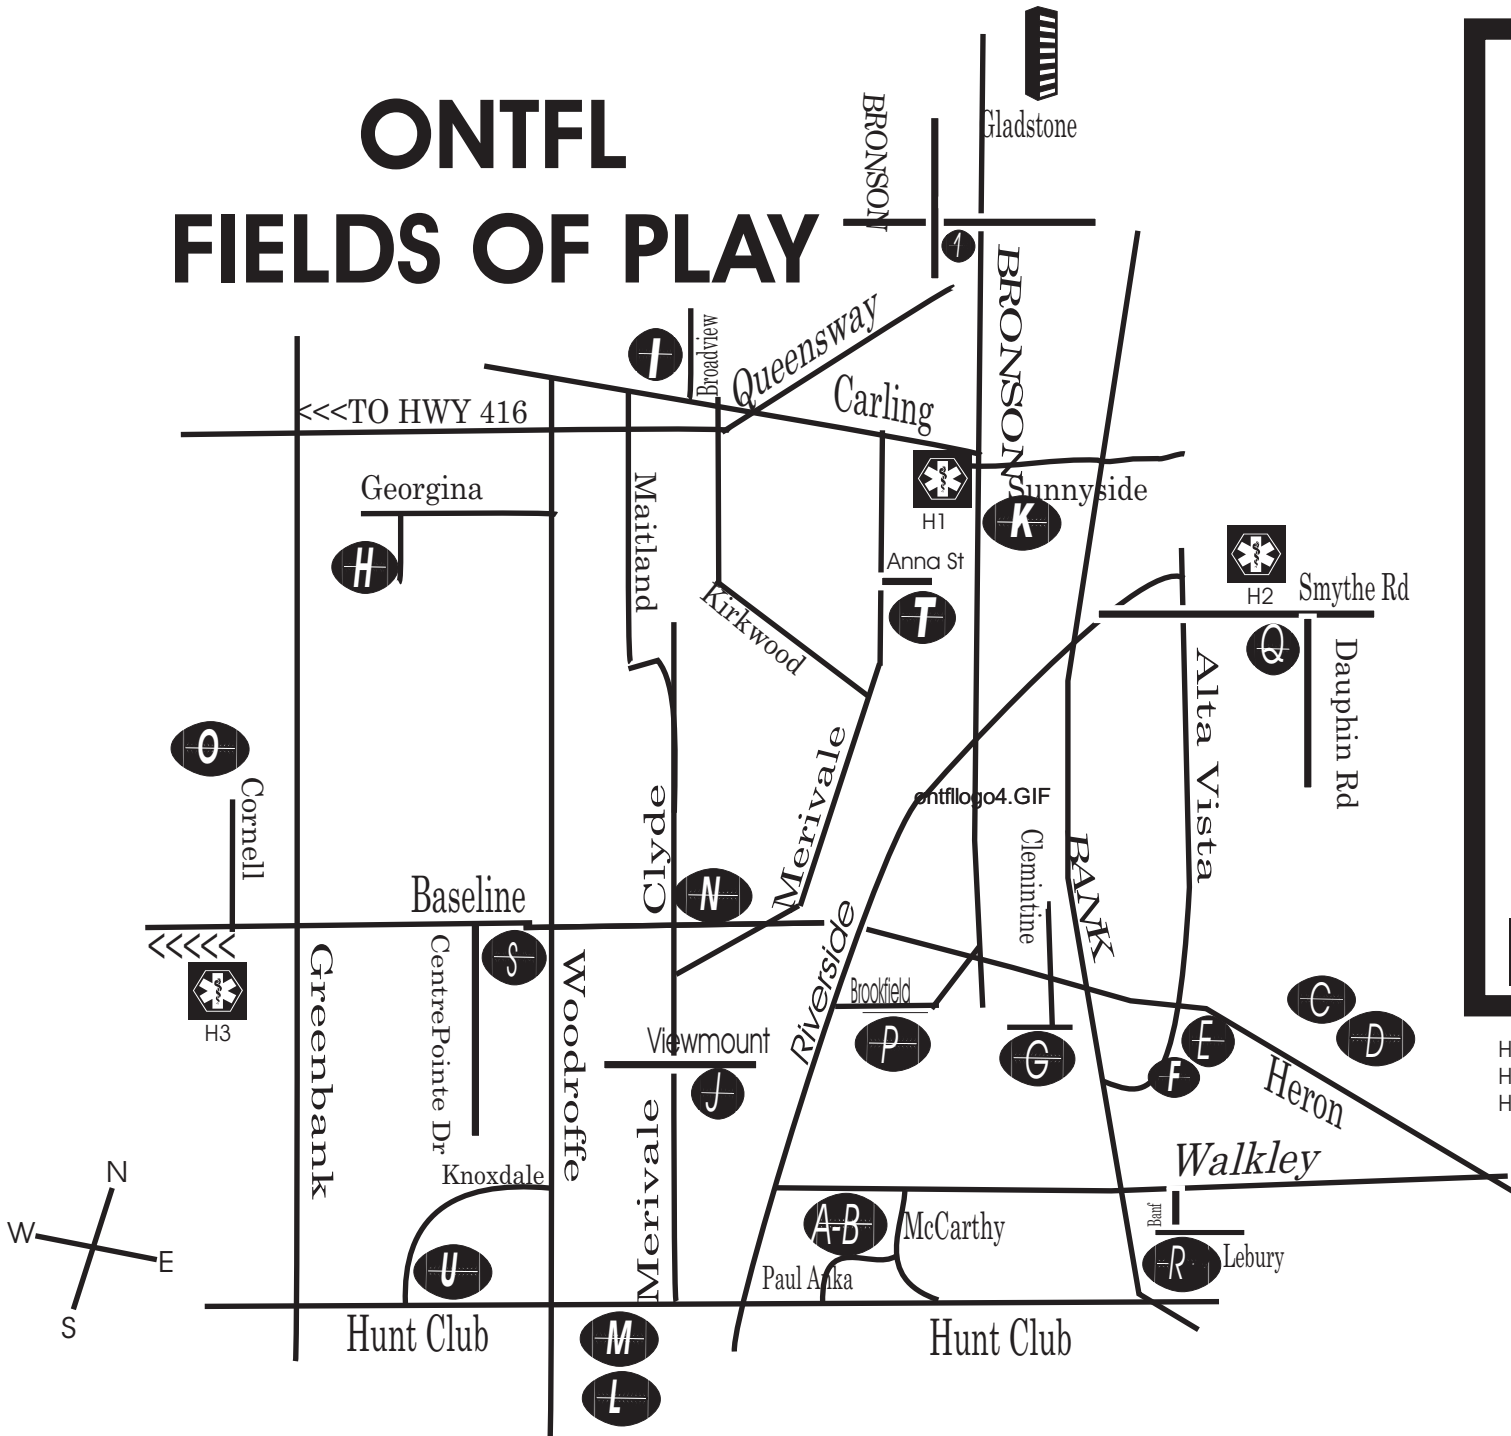 ONTFL
FIELDS OF PLAY
Gladstone
BRONSON
1
BRONSON
Queensway
Broadview
I
Carling
<<<TO HWY 416
Georgina
Maitland
H1
Sunnyside
K
H
Anna St
T
Kirkwood
H2
Smythe Rd
Q
Dauphin Rd
Alta Vista
O
Cornell
Clyde
Merivale
ontfllogo4.GIF
Clemintine
BANK
Baseline
N
<<<<<
H3
S
CentrePointe Dr
Greenbank
Woodroffe
Riverside
Brookfield
P
G
C
D
E
F
Heron
Viewmount
J
H
H
H
Merivale
Knoxdale
Walkley
N
W
E
S
U
A-B
McCarthy
Paul Anka
Banf
R
Lebury
Hunt Club
Hunt Club
M
L